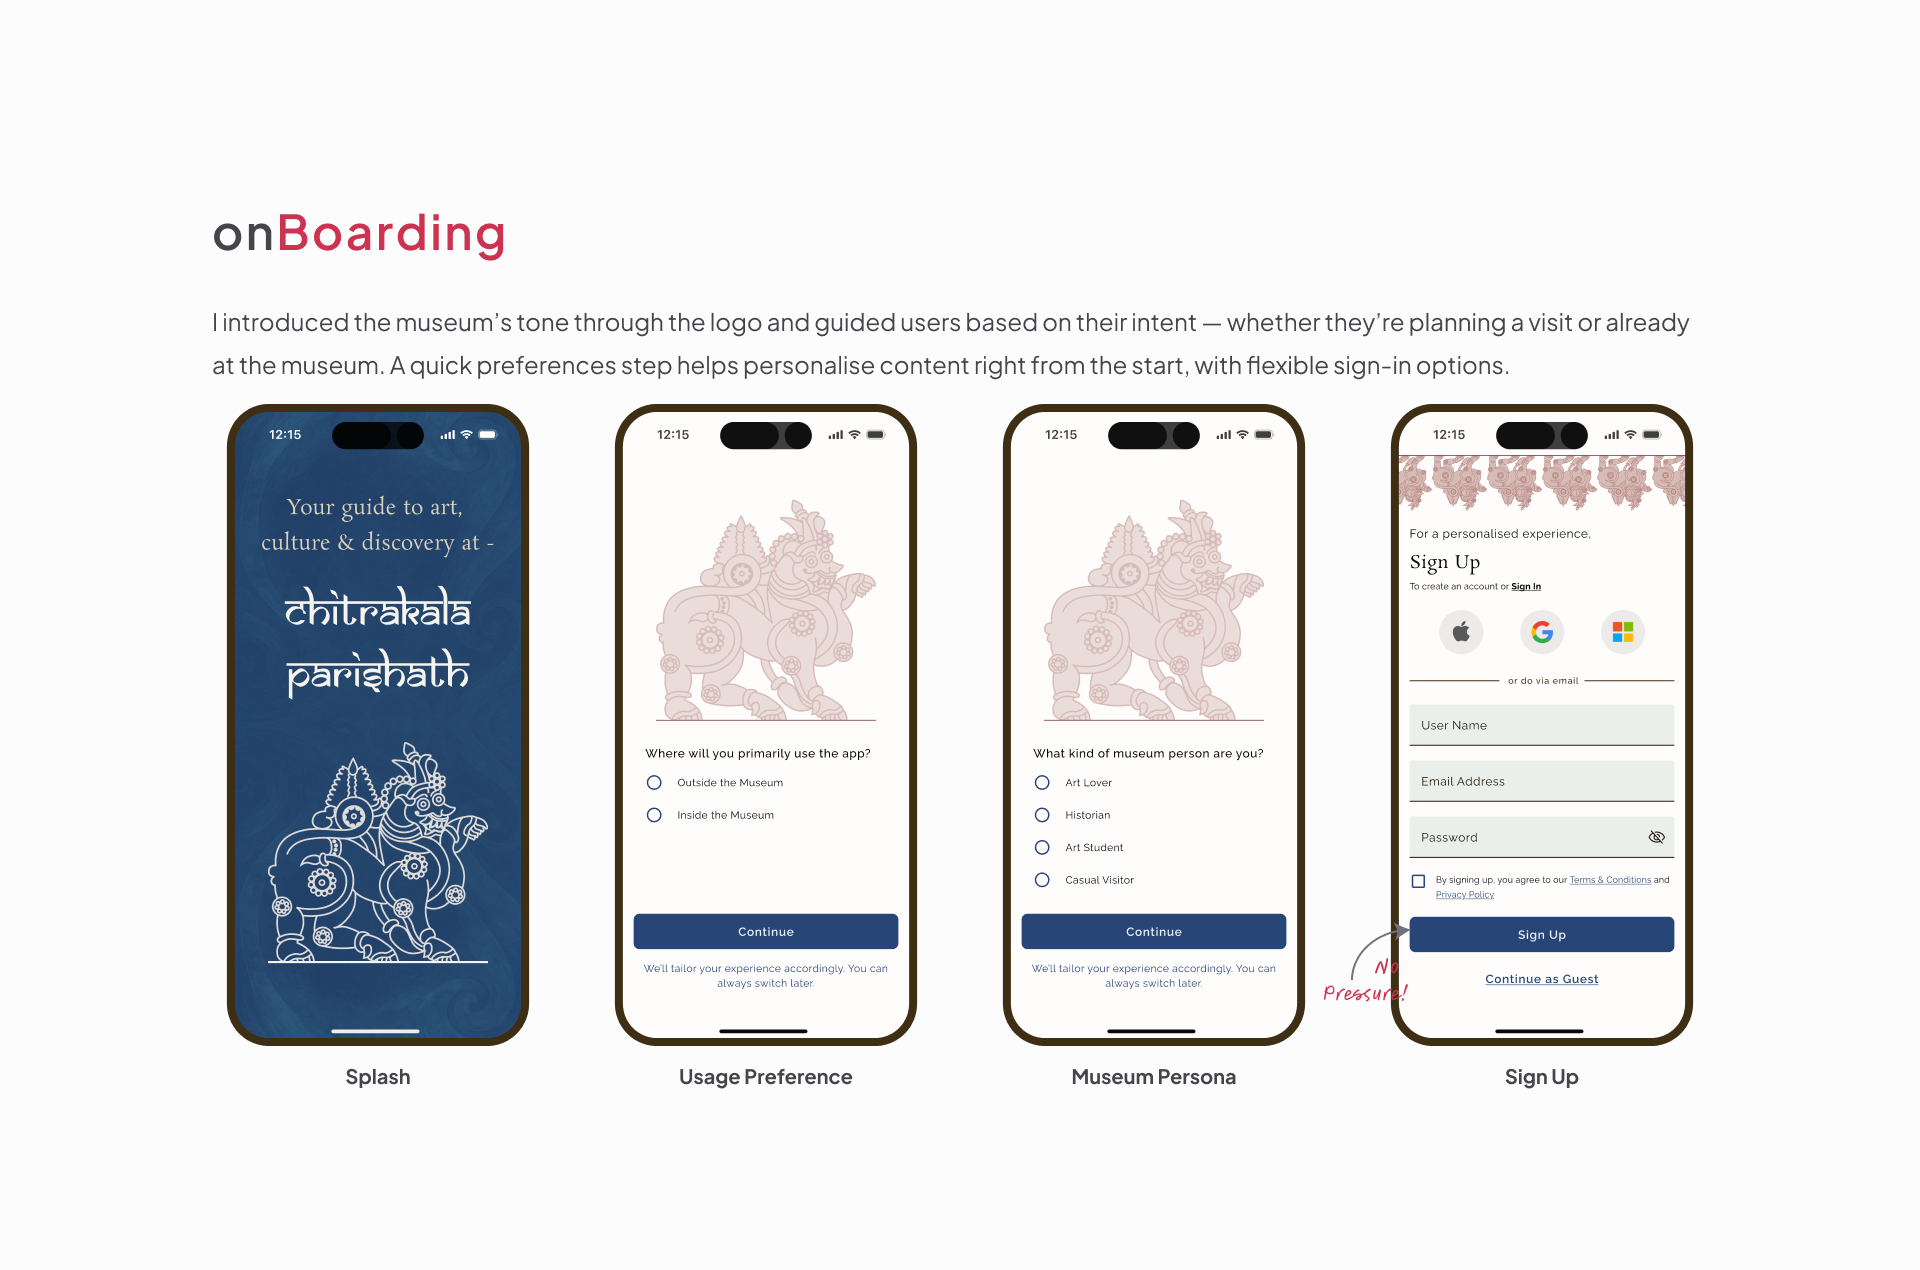 onBoarding
I introduced the museum’s tone through the logo and guided users based on their intent — whether they’re planning a visit or already
at the museum. A quick preferences step helps personalise content right from the start, with flexible sign-in options.
12:15
Your guide to art,
culture & discovery at -
chitrakala
parishath
Splash
12:15
Where will you primarily use the app?
Outside the Museum
Inside the Museum
Continue
We’ll tailor your experience accordingly. You can
always switch later.
Usage Preference
12:15
What kind of museum person are you?
Art Lover
Historian
Art Student
Casual Visitor
Continue
We’ll tailor your experience accordingly. You can
always switch later.
Museum Persona
12:15
For a personalised experience,
Sign Up
To create an account or Sign In
or do via email
User Name
Email Address
Password
By signing up, you agree to our Terms & Conditions and
Privacy Policy
Sign Up
No
Pressure!
Continue as Guest
Sign Up